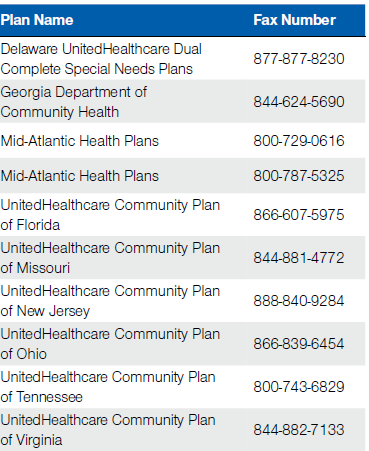 Plan Name Fax Number
Delaware UnitedHealthcare Dual
Complete Special Needs Plans 877-877-8230
Georgia Department of
Community Health 844-624-5690
Mid-Atlantic Health Plans 800-729-0616
Mid-Atlantic Health Plans 800-787-5325
UnitedHealthcare Community Plan
of Florida 866-607-5975
UnitedHealthcare Community Plan
of Missouri 844-881-4772
UnitedHealthcare Community Plan
of New Jersey 888-840-9284
UnitedHealthcare Community Plan
of Ohio 866-839-6454
UnitedHealthcare Community Plan
of Tennessee 800-743-6829
UnitedHealthcare Community Plan
of Virginia 844-882-7133